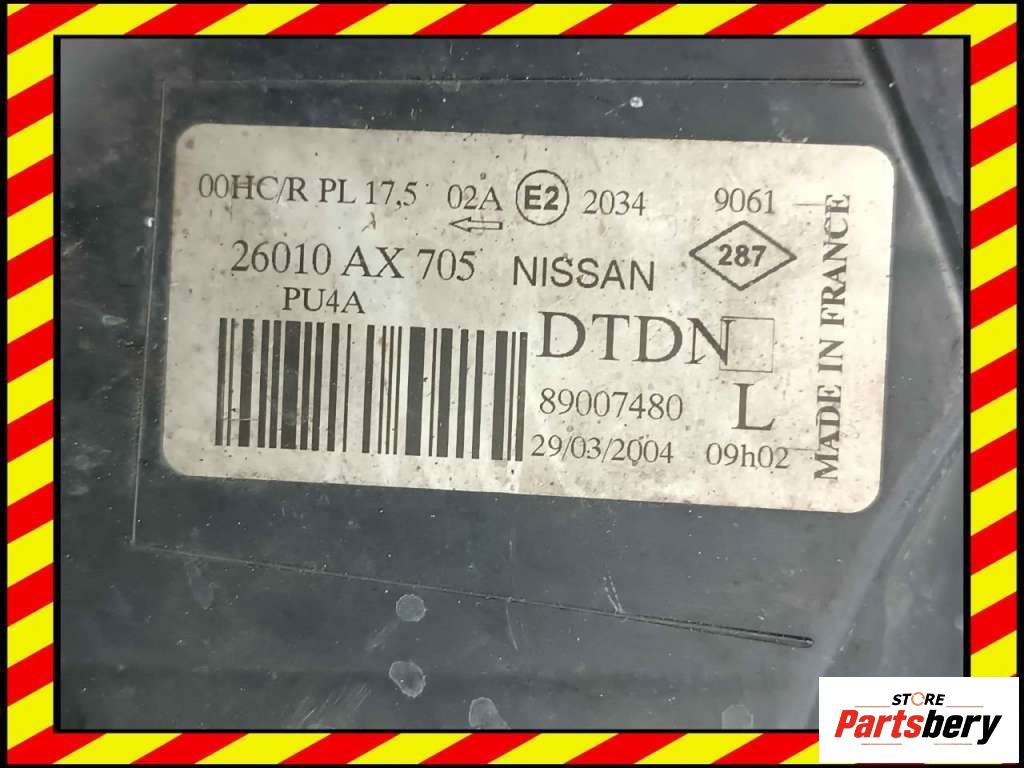 00HC/R PL 17,5 02A E2 2034 9061
26010 AX 705 NISSAN 287
PU4A
DTDN
89007480 L
29/03/2004 09h02
MADE IN FRANCE
STORE
Partsbery